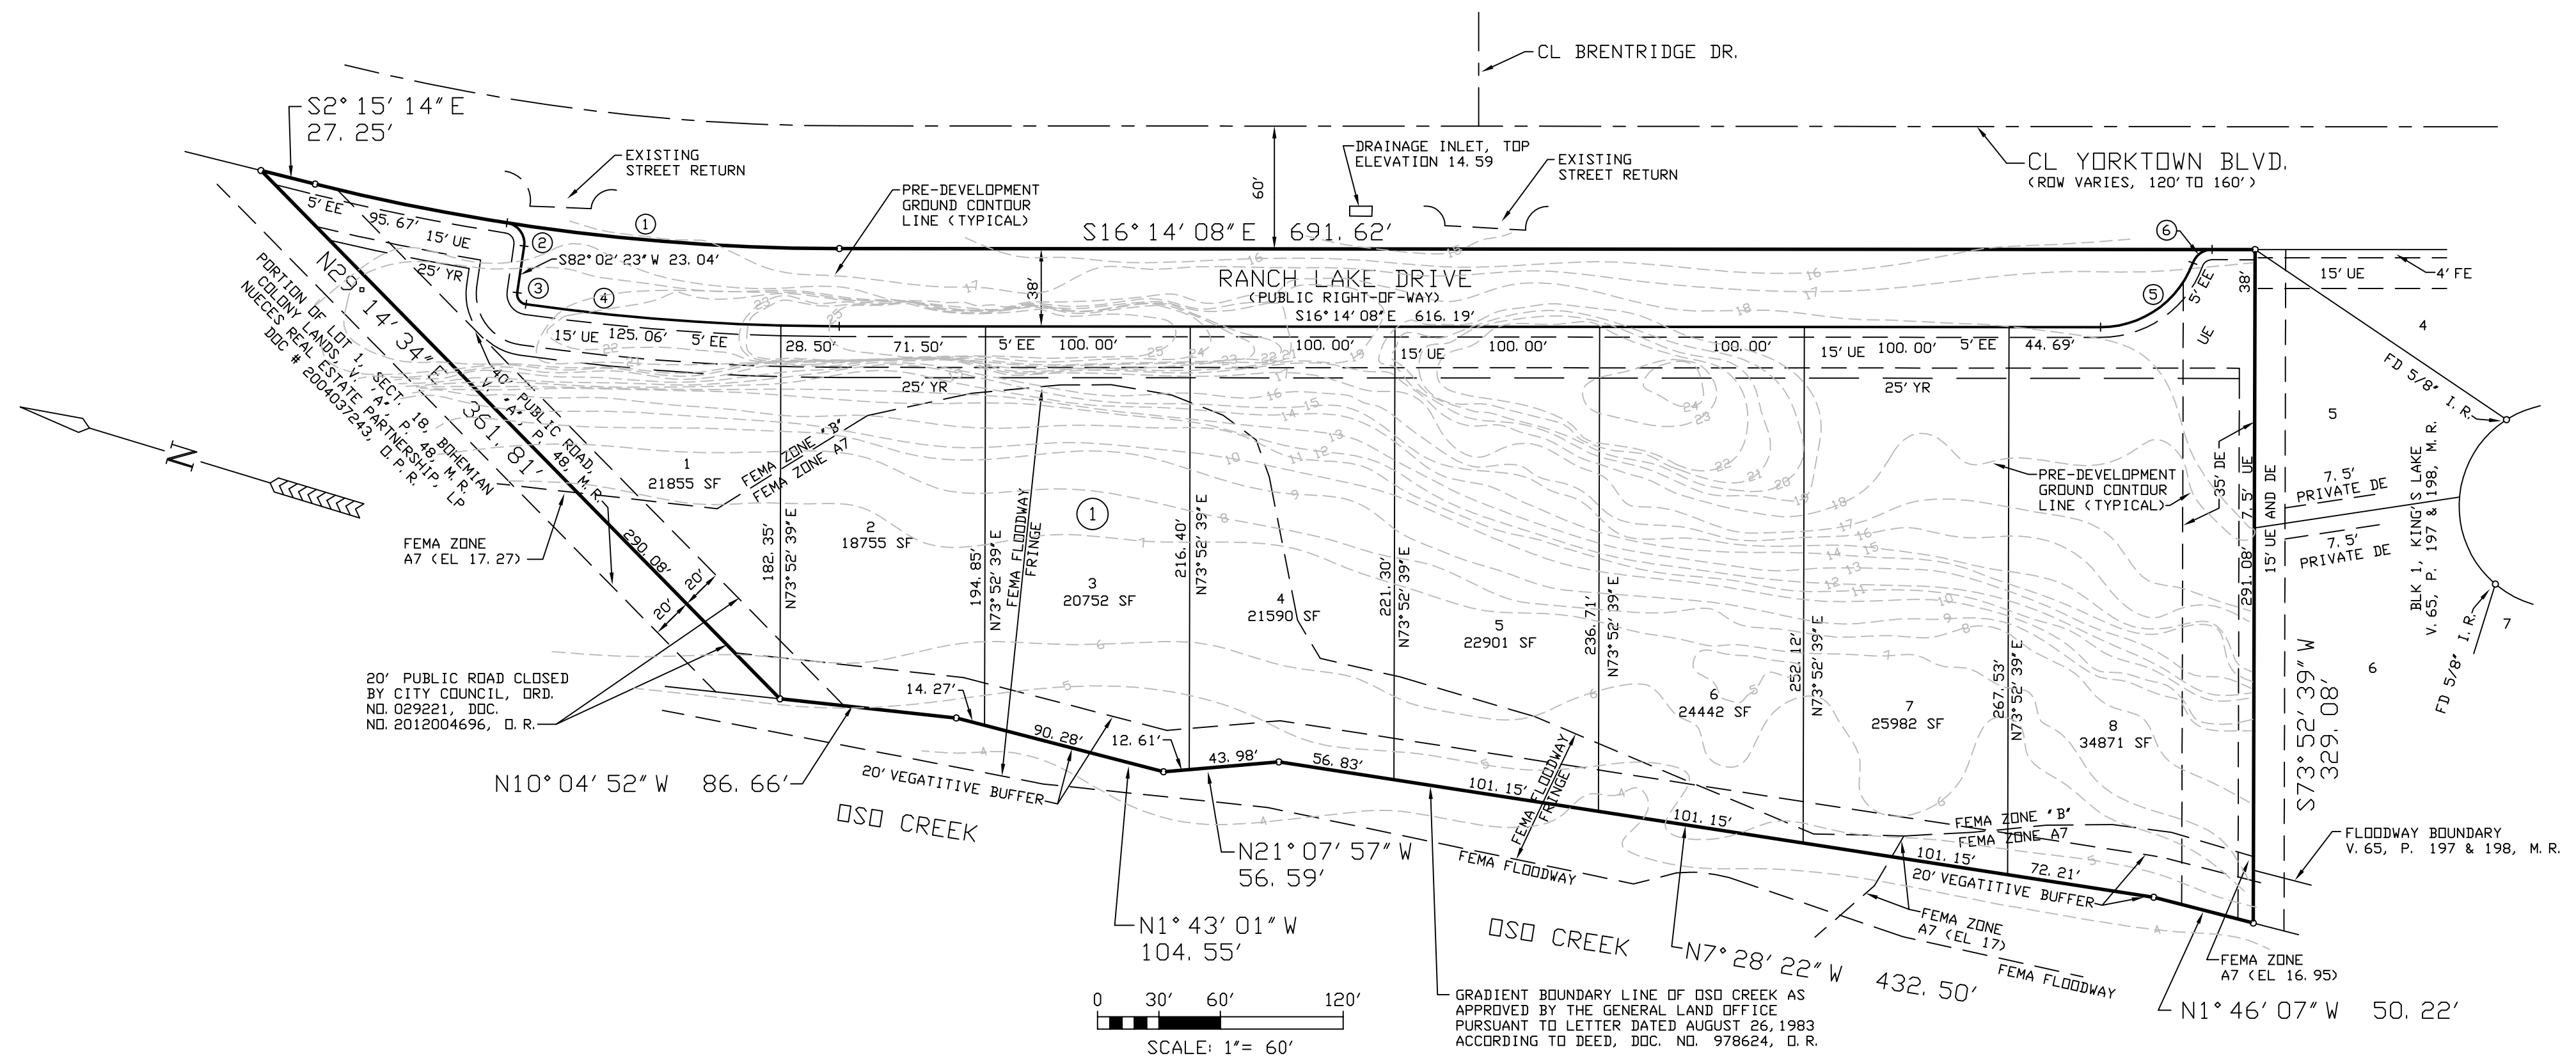 CL BRENTRIDGE DR.
S2° 15' 14" E
27. 25'
EXISTING
STREET RETURN
PRE-DEVELOPMENT
GROUND CONTOUR
LINE (TYPICAL)
60'
DRAINAGE INLET, TOP
ELEVATION 14. 59
EXISTING
STREET RETURN
CL YORKTOWN BLVD.
(ROW VARIES, 120' TO 160')
5' EE
95. 67'
15' UE
25' YR
1
2
S82° 02' 23" W 23. 04'
3
4
S16° 14' 08" E 691. 62'
38'
RANCH LAKE DRIVE
(PUBLIC RIGHT-OF-WAY)
S16° 14' 08" E 616. 19'
6
5
5' EE
UE
38'
15' UE
4' FE
15' UE
125. 06'
5' EE
28. 50'
71. 50'
5' EE
100. 00'
100. 00'
15' UE
100. 00'
100. 00'
15' UE
100. 00'
5' EE
44. 69'
25' YR
25' YR
N
N29° 14' 34" E 361. 81'
PORTION OF LOT 1, SECT. 18, BOHEMIAN
COLONY LANDS, V. "A", P. 48, M. R.
NUECES REAL ESTATE PARTNERSHIP, LP
DOC # 2004037243, O. P. R.
40' PUBLIC ROAD,
V. "A", P. 48, M. R.
FEMA ZONE
A7 (EL 17. 27)
290. 08'
20'
20'
20' PUBLIC ROAD CLOSED
BY CITY COUNCIL, ORD.
NO. 029221, DOC.
NO. 2012004696, O. R.
1
21855 SF
FEMA ZONE "B"
FEMA ZONE A7
182. 35'
N73° 52' 39" E
2
18755 SF
194. 85'
N73° 52' 39" E
FEMA FLOODWAY
FRINGE
1
3
20752 SF
216. 40'
N73° 52' 39" E
4
21590 SF
221. 30'
N73° 52' 39" E
5
22901 SF
236. 71'
N73° 52' 39" E
6
24442 SF
252. 12'
N73° 52' 39" E
7
25982 SF
267. 53'
N73° 52' 39" E
8
34871 SF
PRE-DEVELOPMENT
GROUND CONTOUR
LINE (TYPICAL)
35' DE
7. 5' UE
291. 08'
15' UE AND DE
S73° 52' 39" W
329. 08'
4
5
6
7
FD 5/8" I. R.
7. 5'
PRIVATE DE
7. 5'
PRIVATE DE
BLK 1, KING'S LAKE
V. 65, P. 197 & 198, M. R.
FD 5/8" I. R.
14. 27'
90. 28'
12. 61'
43. 98'
56. 83'
101. 15'
101. 15'
101. 15'
72. 21'
N10° 04' 52" W 86. 66'
20' VEGATITIVE BUFFER
OSO CREEK
N21° 07' 57" W
56. 59'
N1° 43' 01" W
104. 55'
FEMA FLOODWAY
FRINGE
FEMA FLOODWAY
FEMA ZONE "B"
FEMA ZONE A7
20' VEGATITIVE BUFFER
FLOODWAY BOUNDARY
V. 65, P. 197 & 198, M. R.
OSO CREEK
FEMA ZONE
A7 (EL 17)
FEMA FLOODWAY
N7° 28' 22" W 432. 50'
FEMA ZONE
A7 (EL 16. 95)
N1° 46' 07" W 50. 22'
GRADIENT BOUNDARY LINE OF OSO CREEK AS
APPROVED BY THE GENERAL LAND OFFICE
PURSUANT TO LETTER DATED AUGUST 26, 1983
ACCORDING TO DEED, DOC. NO. 978624, O. R.
0 30' 60' 120'
SCALE: 1"= 60'